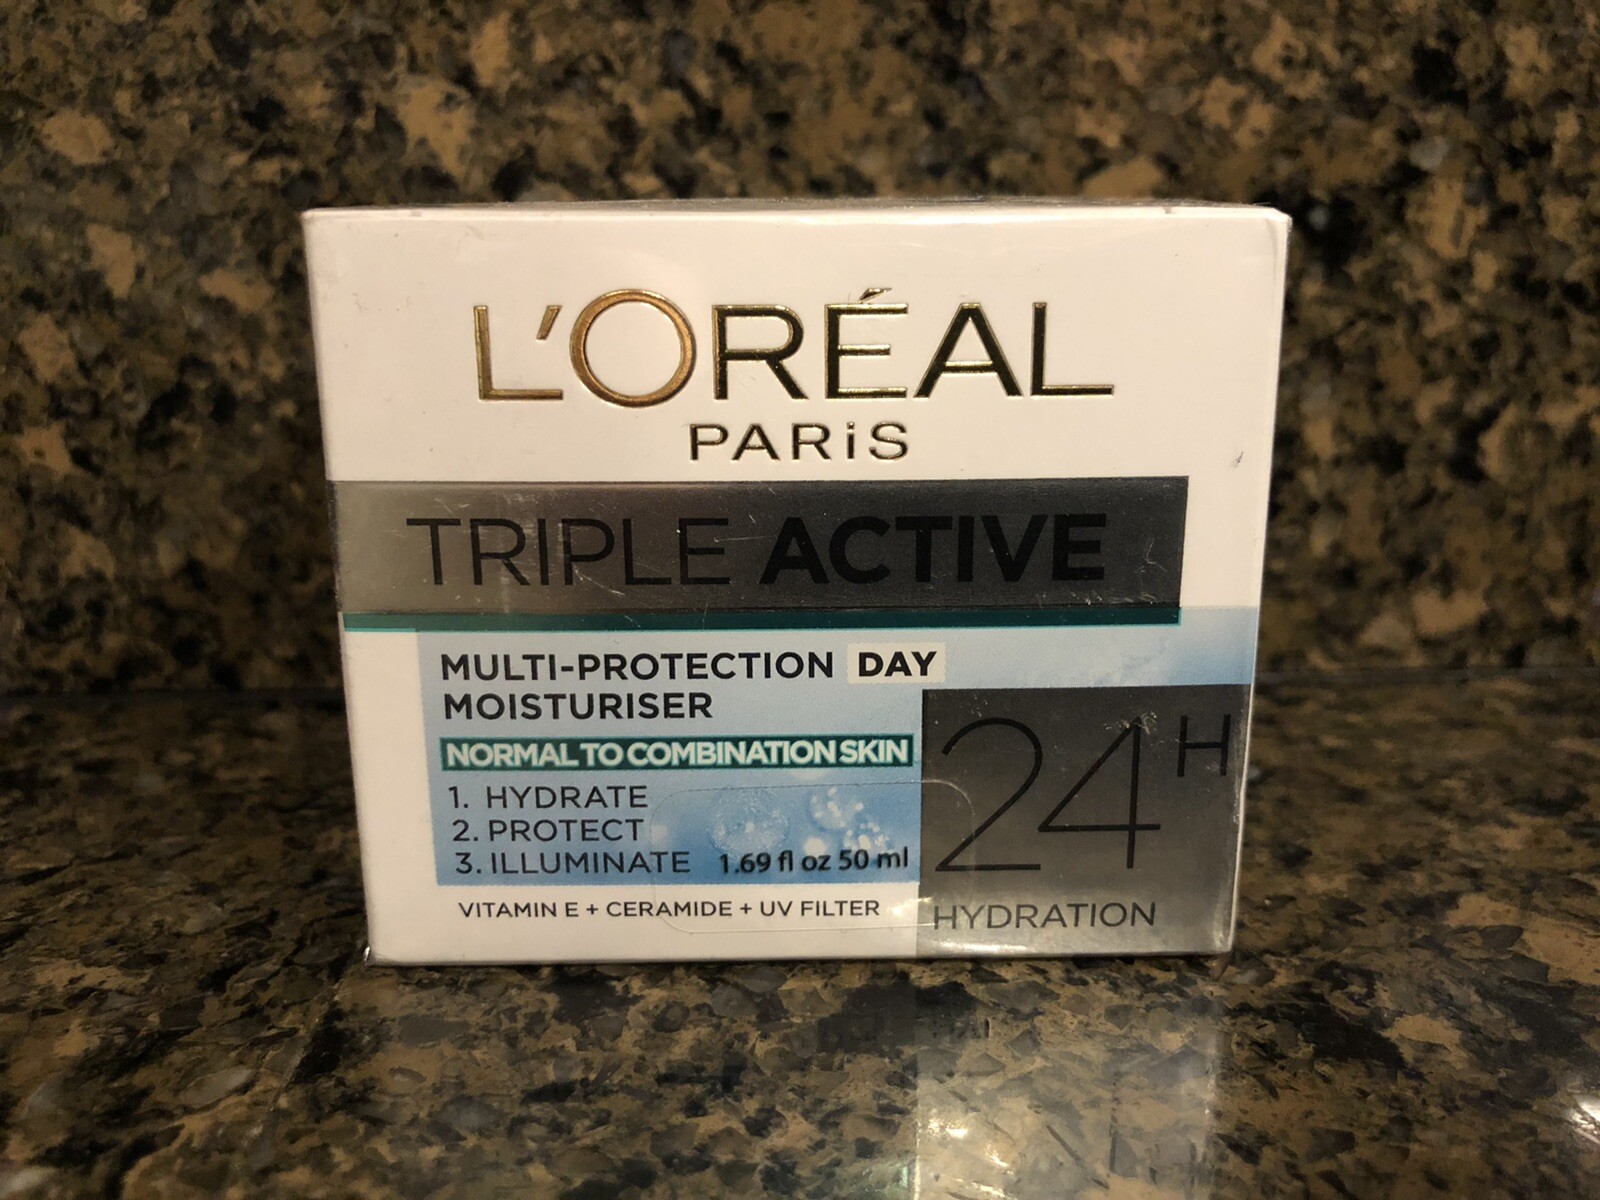 L'ORÉAL
PARiS
TRIPLE ACTIVE
MULTI-PROTECTION DAY
MOISTURISER
NORMAL TO COMBINATION SKIN
1. HYDRATE
2. PROTECT
3. ILLUMINATE 1.69 fl oz 50 ml
VITAMIN E + CERAMIDE + UV FILTER
24H
HYDRATION